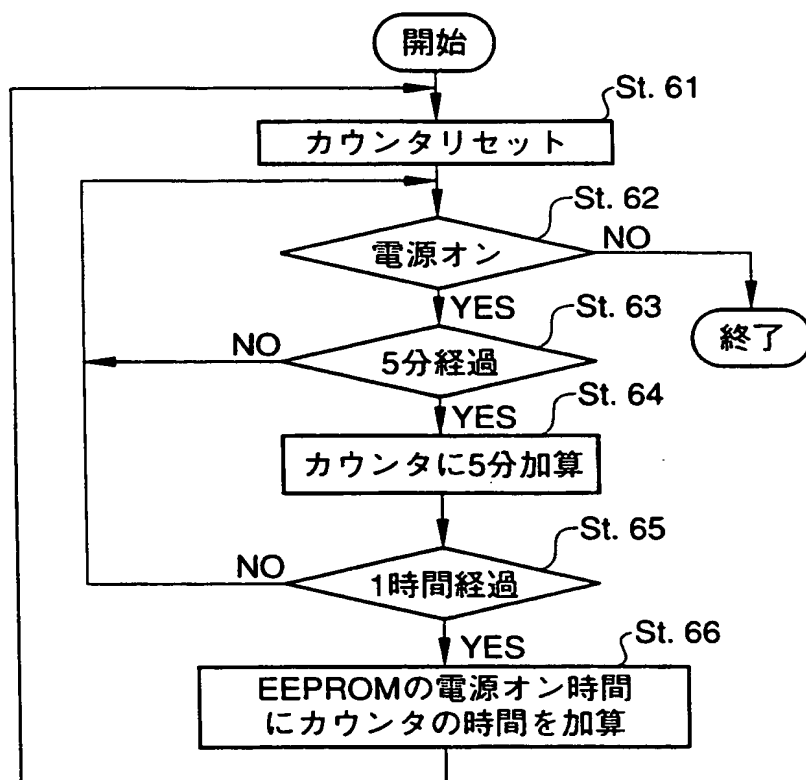 開始
St. 61
カウンタリセット
St. 62
電源オン
NO
YES
St. 63
終了
NO
5分経過
St. 64
YES
カウンタに5分加算
St. 65
NO
1時間経過
St. 66
YES
EEPROMの電源オン時間
にカウンタの時間を加算